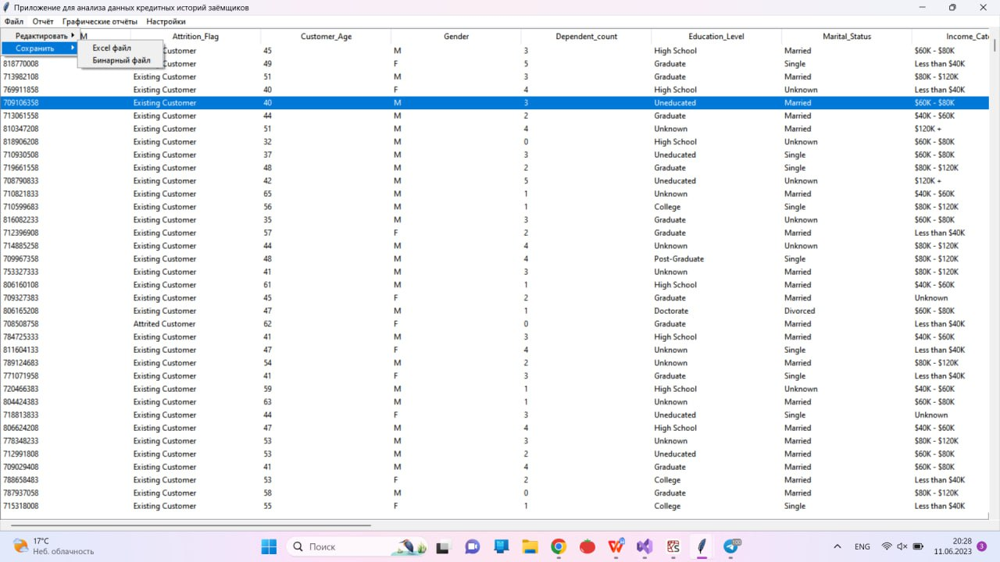 Приложение для анализа данных кредитных историй заёмщиков
Файл Отчёт Графические отчёты Настройки
Редактировать M Attrition_Flag Customer_Age Gender Dependent_count Education_Level Marital_Status Income_Cat
Сохранить
Excel файл
Бинарный файл
Customer 45 M 3 High School Married $60K - $80K
818770008 49 F 5 Graduate Single Less than $40K
713982108 Existing Customer 51 M 3 Graduate Married $80K - $120K
769911858 Existing Customer 40 F 4 High School Unknown Less than $40K
709106358 Existing Customer 40 M 3 Uneducated Married $60K - $80K
713061558 Existing Customer 44 M 2 Graduate Married $40K - $60K
810347208 Existing Customer 51 M 4 Unknown Married $120K +
818906208 Existing Customer 32 M 0 High School Unknown $60K - $80K
710930508 Existing Customer 37 M 3 Uneducated Single $60K - $80K
719661558 Existing Customer 48 M 2 Graduate Single $80K - $120K
708790833 Existing Customer 42 M 5 Uneducated Unknown $120K +
710821833 Existing Customer 65 M 1 Unknown Married $40K - $60K
710599683 Existing Customer 56 M 1 College Single $80K - $120K
816082233 Existing Customer 35 M 3 Graduate Unknown $60K - $80K
712396908 Existing Customer 57 F 2 Graduate Married Less than $40K
714885258 Existing Customer 44 M 4 Unknown Unknown $80K - $120K
709967358 Existing Customer 48 M 4 Post-Graduate Single $80K - $120K
753327333 Existing Customer 41 M 3 Unknown Married $80K - $120K
806160108 Existing Customer 61 M 1 High School Married $40K - $60K
709327383 Existing Customer 45 F 2 Graduate Married Unknown
806165208 Existing Customer 47 M 1 Doctorate Divorced $60K - $80K
708508758 Attrited Customer 62 F 0 Graduate Married Less than $40K
784725333 Existing Customer 41 M 3 High School Married $40K - $60K
811604133 Existing Customer 47 F 4 Unknown Single Less than $40K
789124683 Existing Customer 54 M 2 Unknown Married $80K - $120K
771071958 Existing Customer 41 F 3 Graduate Single Less than $40K
720466383 Existing Customer 59 M 1 High School Unknown $40K - $60K
804424383 Existing Customer 63 M 1 Unknown Married $60K - $80K
718813833 Existing Customer 44 F 3 Uneducated Single Unknown
806624208 Existing Customer 47 M 4 High School Married $40K - $60K
778348233 Existing Customer 53 M 3 Unknown Married $80K - $120K
712991808 Existing Customer 53 M 2 Uneducated Married $60K - $80K
709029408 Existing Customer 41 M 4 Graduate Married $60K - $80K
788658483 Existing Customer 53 F 2 College Married Less than $40K
787937058 Existing Customer 58 M 0 Graduate Married $80K - $120K
715318008 Existing Customer 55 F 1 College Single Less than $40K
17°C
Неб. облачность
Поиск
100
ENG
20:28
11.06.2023
3